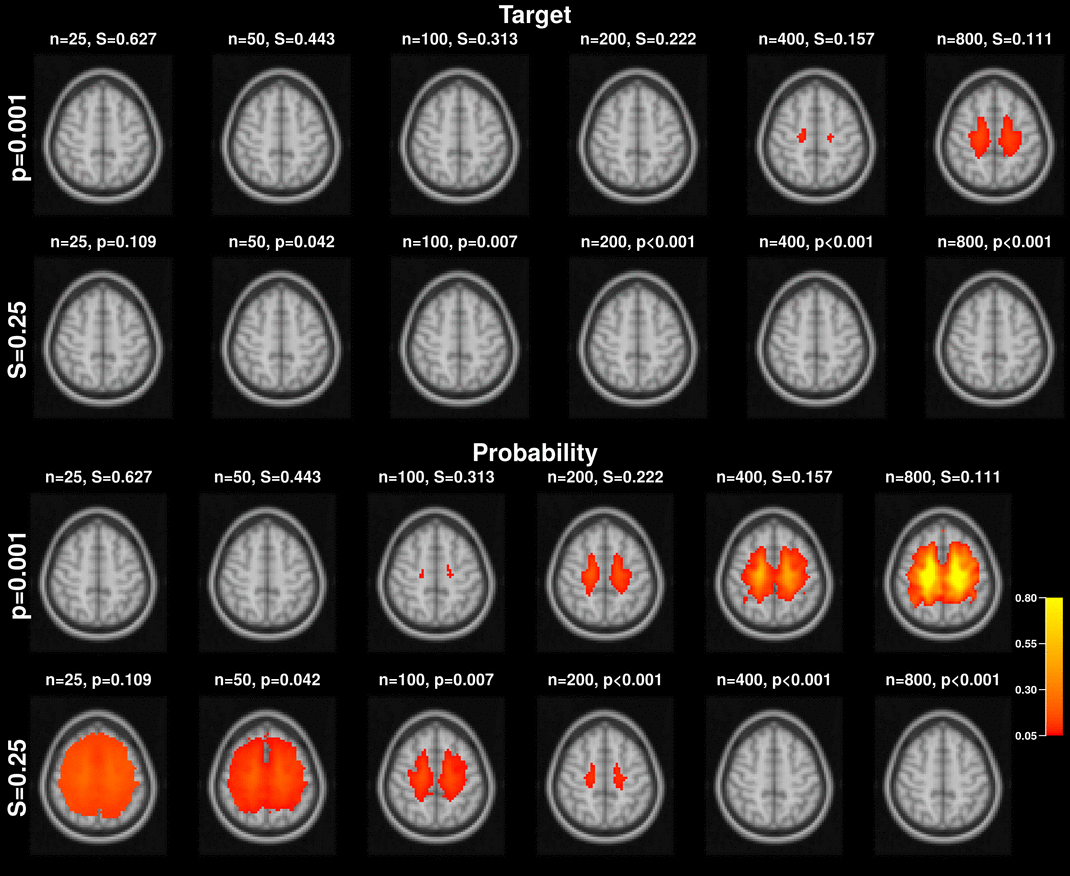 Target
n=25, S=0.627 n=50, S=0.443 n=100, S=0.313 n=200, S=0.222 n=400, S=0.157 n=800, S=0.111
p=0.001
n=25, p=0.109 n=50, p=0.042 n=100, p=0.007 n=200, p<0.001 n=400, p<0.001 n=800, p<0.001
S=0.25
Probability
n=25, S=0.627 n=50, S=0.443 n=100, S=0.313 n=200, S=0.222 n=400, S=0.157 n=800, S=0.111
p=0.001
0.80
0.55
0.30
0.05
n=25, p=0.109 n=50, p=0.042 n=100, p=0.007 n=200, p<0.001 n=400, p<0.001 n=800, p<0.001
S=0.25